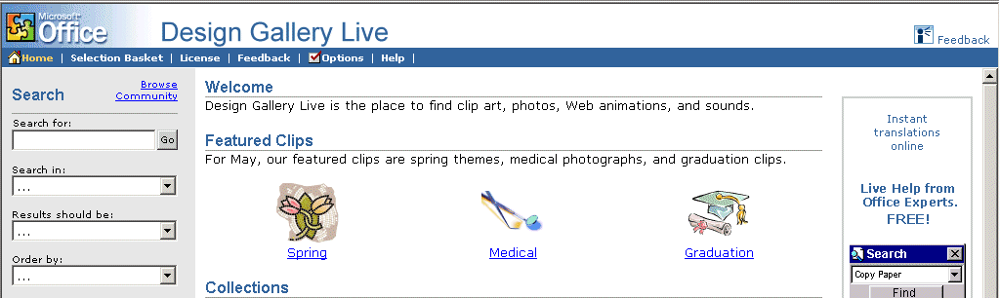 Microsoft®
Office
Design Gallery Live
Feedback
Home | Selection Basket | License | Feedback | Options | Help |
Search
Browse
Community
Search for:
Go
Search in:
...
Results should be:
...
Order by:
...
Welcome
Design Gallery Live is the place to find clip art, photos, Web animations, and sounds.
Featured Clips
For May, our featured clips are spring themes, medical photographs, and graduation clips.
Spring
Medical
Graduation
Collections
Instant
translations
online
Live Help from
Office Experts.
FREE!
Search
Copy Paper
Find